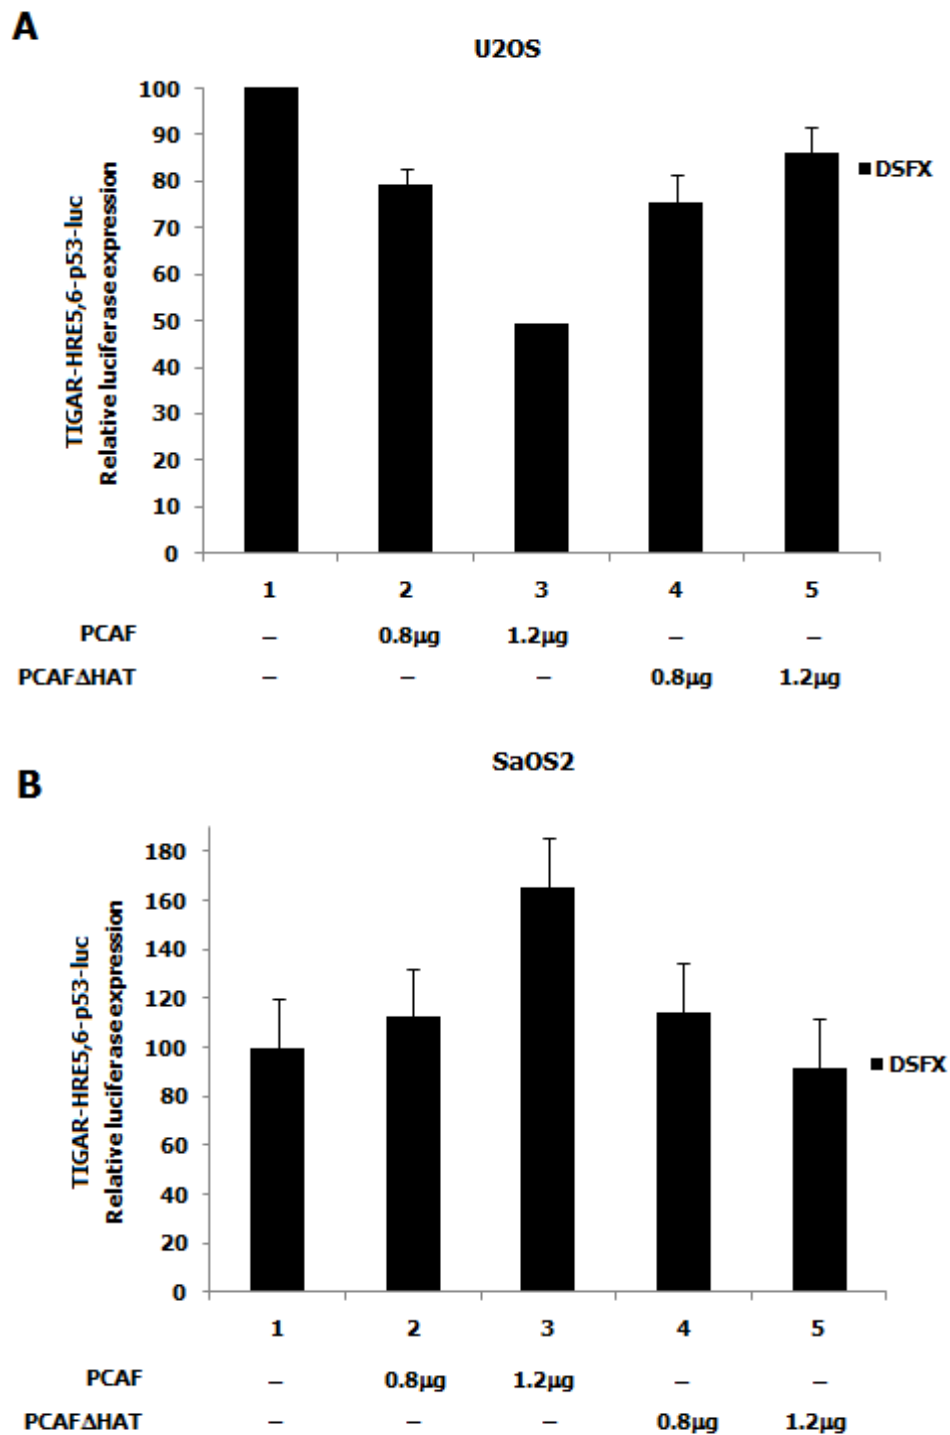 A
U2OS
TIGAR-HRE5,6-p53-luc
Relative luciferase expression
100
90
80
70
60
50
40
30
20
10
0
DSFX
1 2 3 4 5
PCAF – 0.8µg 1.2µg – –
PCAFΔHAT – – – 0.8µg 1.2µg
SaOS2
B
TIGAR-HRE5,6-p53-luc
Relative luciferase expression
180
160
140
120
100
80
60
40
20
0
DSFX
1 2 3 4 5
PCAF – 0.8µg 1.2µg – –
PCAFΔHAT – – – 0.8µg 1.2µg